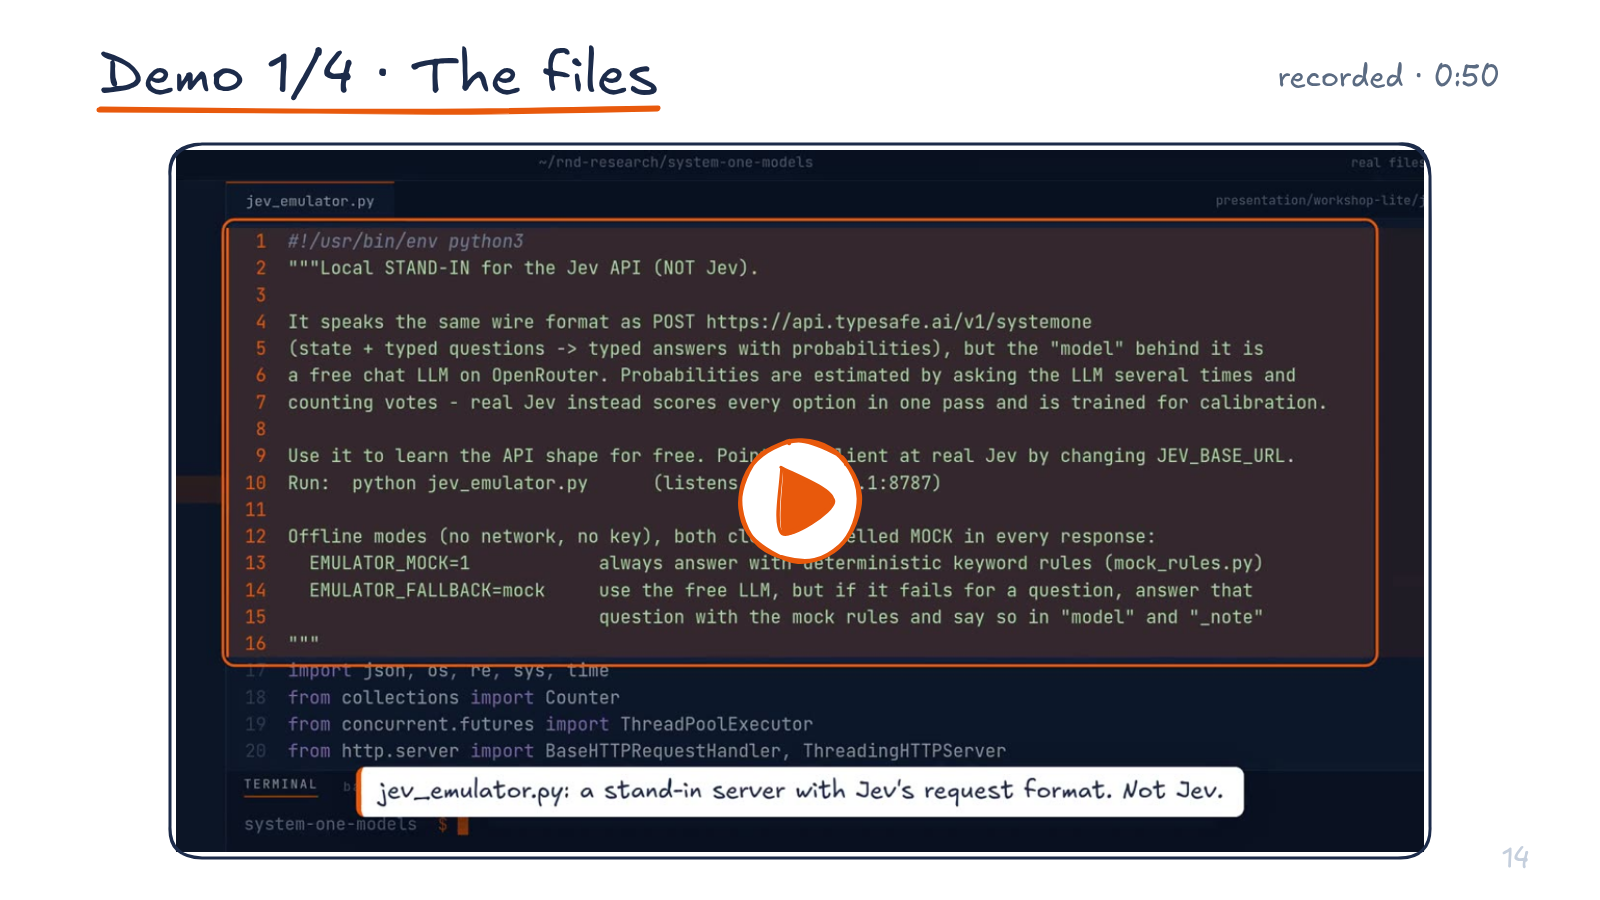 Demo 1/4 · The files
recorded · 0:50
~/rnd-research/system-one-models
real files
jev_emulator.py
presentation/workshop-lite/j
1 #!/usr/bin/env python3
2 """Local STAND-IN for the Jev API (NOT Jev).
3
4 It speaks the same wire format as POST https://api.typesafe.ai/v1/systemone
5 (state + typed questions -> typed answers with probabilities), but the "model" behind it is
6 a free chat LLM on OpenRouter. Probabilities are estimated by asking the LLM several times and
7 counting votes - real Jev instead scores every option in one pass and is trained for calibration.
8
9 Use it to learn the API shape for free. client at real Jev by changing JEV_BASE_URL.
10 Run: python jev_emulator.py (listens .1:8787)
11
12 Offline modes (no network, no key), both MOCK in every response:
13 EMULATOR_MOCK=1 always answer with deterministic keyword rules (mock_rules.py)
14 EMULATOR_FALLBACK=mock use the free LLM, but if it fails for a question, answer that
15 question with the mock rules and say so in "model" and "_note"
16 """
17 import json, os, re, sys, time
18 from collections import Counter
19 from concurrent.futures import ThreadPoolExecutor
20 from http.server import BaseHTTPRequestHandler, ThreadingHTTPServer
TERMINAL
jev_emulator.py: a stand-in server with Jev's request format. Not Jev.
system-one-models $
14